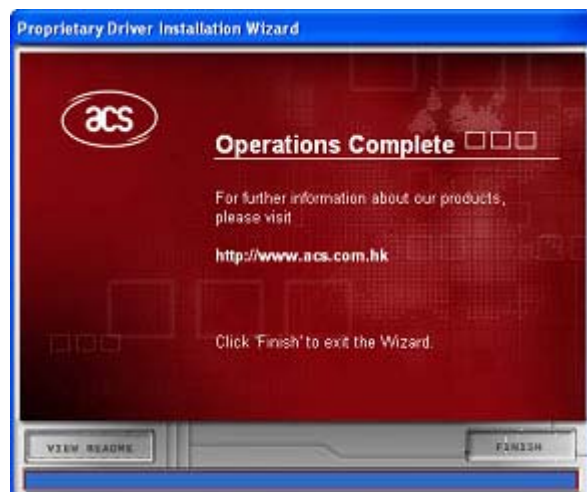 Proprietary Driver Installation Wizard
acs
Operations Complete
For further information about our products,
please visit
http://www.acs.com.hk
Click 'Finish' to exit the Wizard.
VIEW README
FINISH